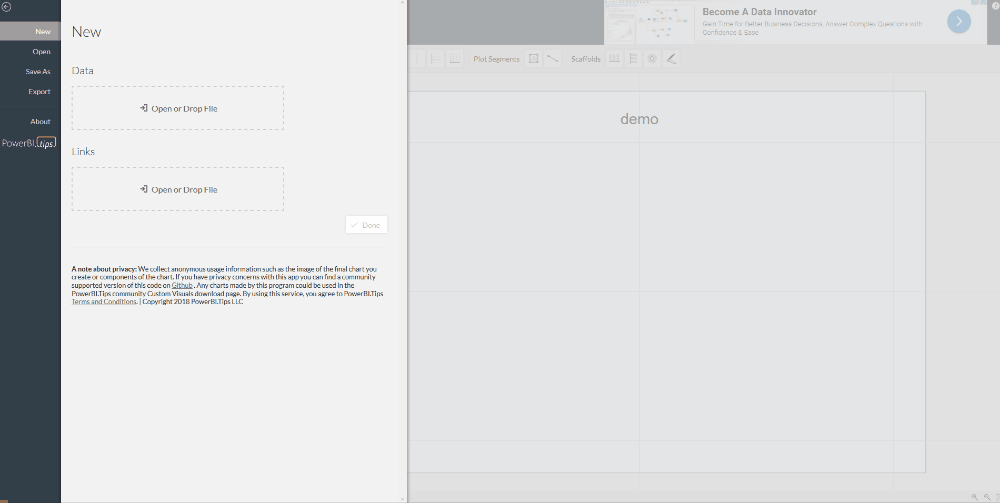 New
Open
Save As
Export
About
PowerBI.tips
New
Data
Open or Drop File
Links
Open or Drop File
Done
A note about privacy: We collect anonymous usage information such as the image of the final chart you
create or components of the chart. If you have privacy concerns with this app you can find a community
supported version of this code on Github . Any charts made by this program could be used in the
PowerBI.Tips community Custom Visuals download page. By using this service, you agree to PowerBI.Tips
Terms and Conditions. | Copyright 2018 PowerBI.Tips LLC
Become A Data Innovator
Gain Time for Better Business Decisions. Answer Complex Questions with
Confidence & Ease
Plot Segments
Scaffolds
demo